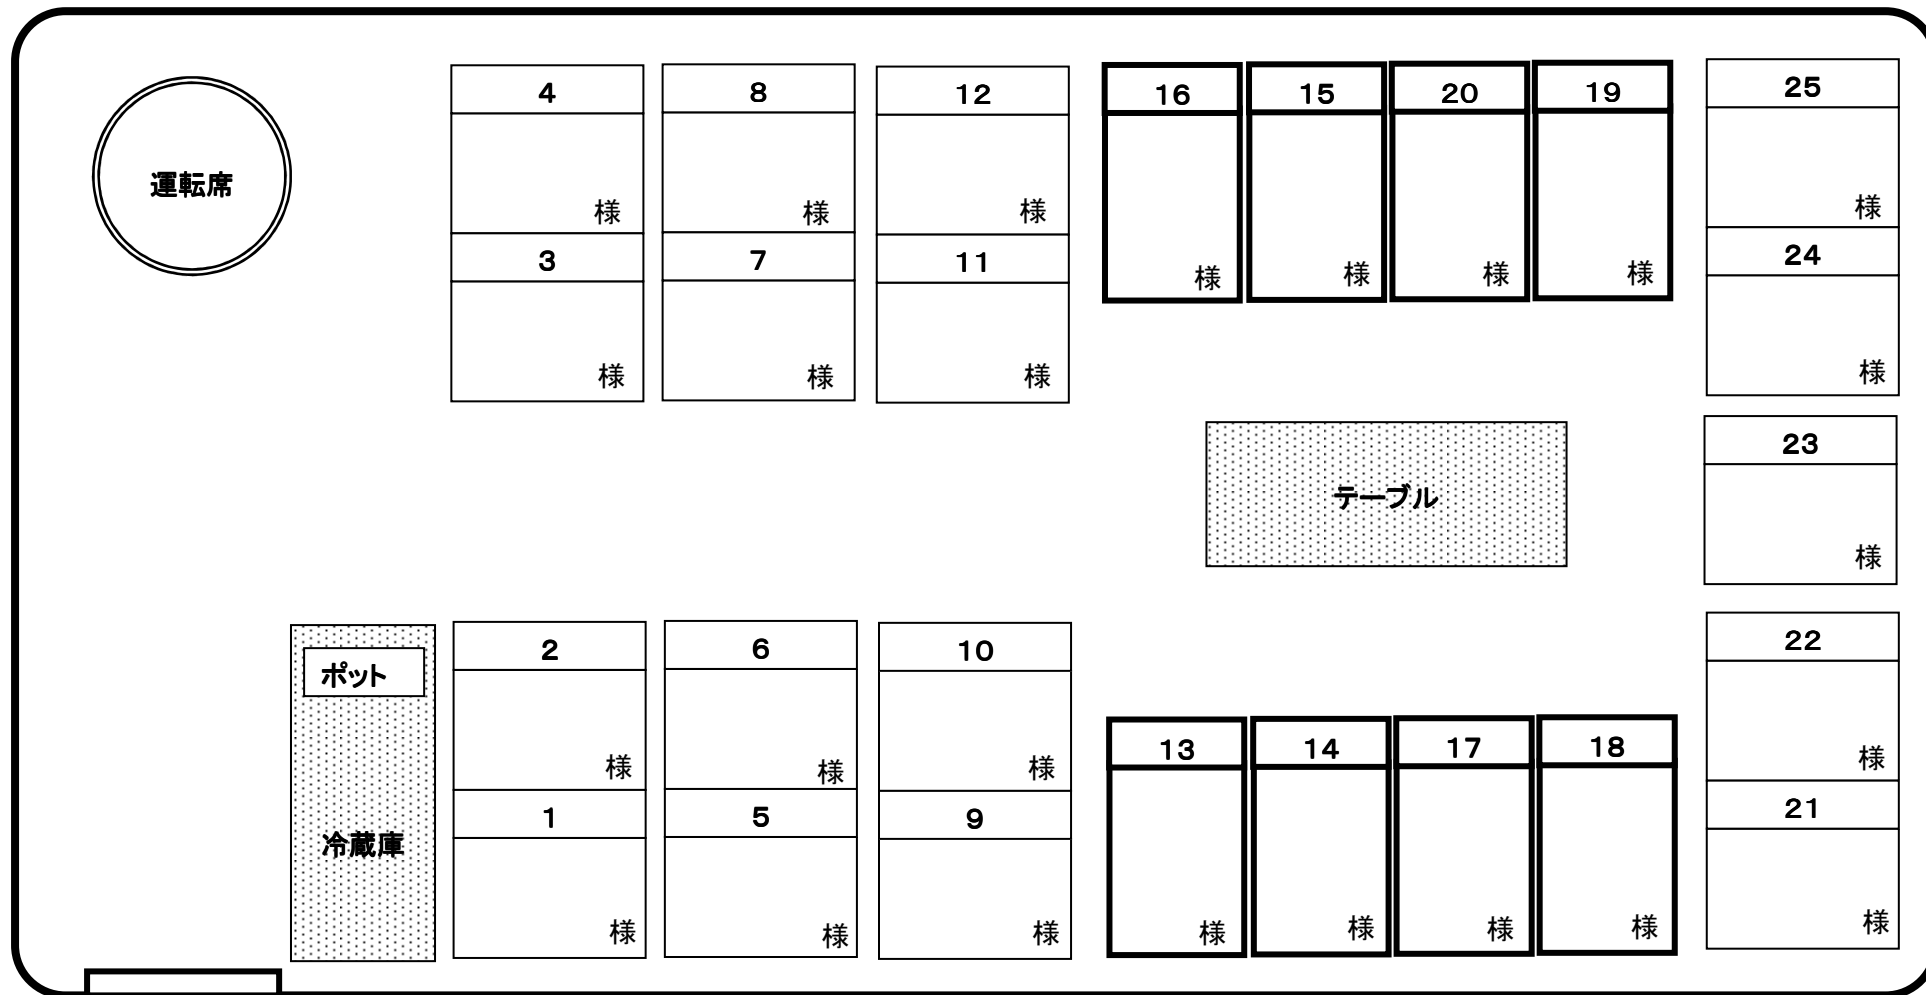 4 8 12 16 15 20 19 25
運転席
様 様 様 様
3 7 11 24
様 様 様 様
様 様 様 様
23
テーブル
様
2 6 10 22
ポット
13 14 17 18
様 様 様 様
1 5 9 21
冷蔵庫
様 様 様 様 様 様 様 様